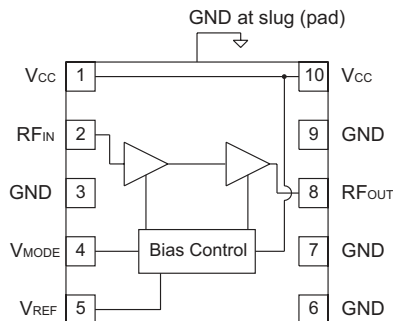 GND at slug (pad)
VCC 1 10 VCC
RFIN 2 9 GND
GND 3 8 RFOUT
VMODE 4 Bias Control 7 GND
VREF 5 6 GND